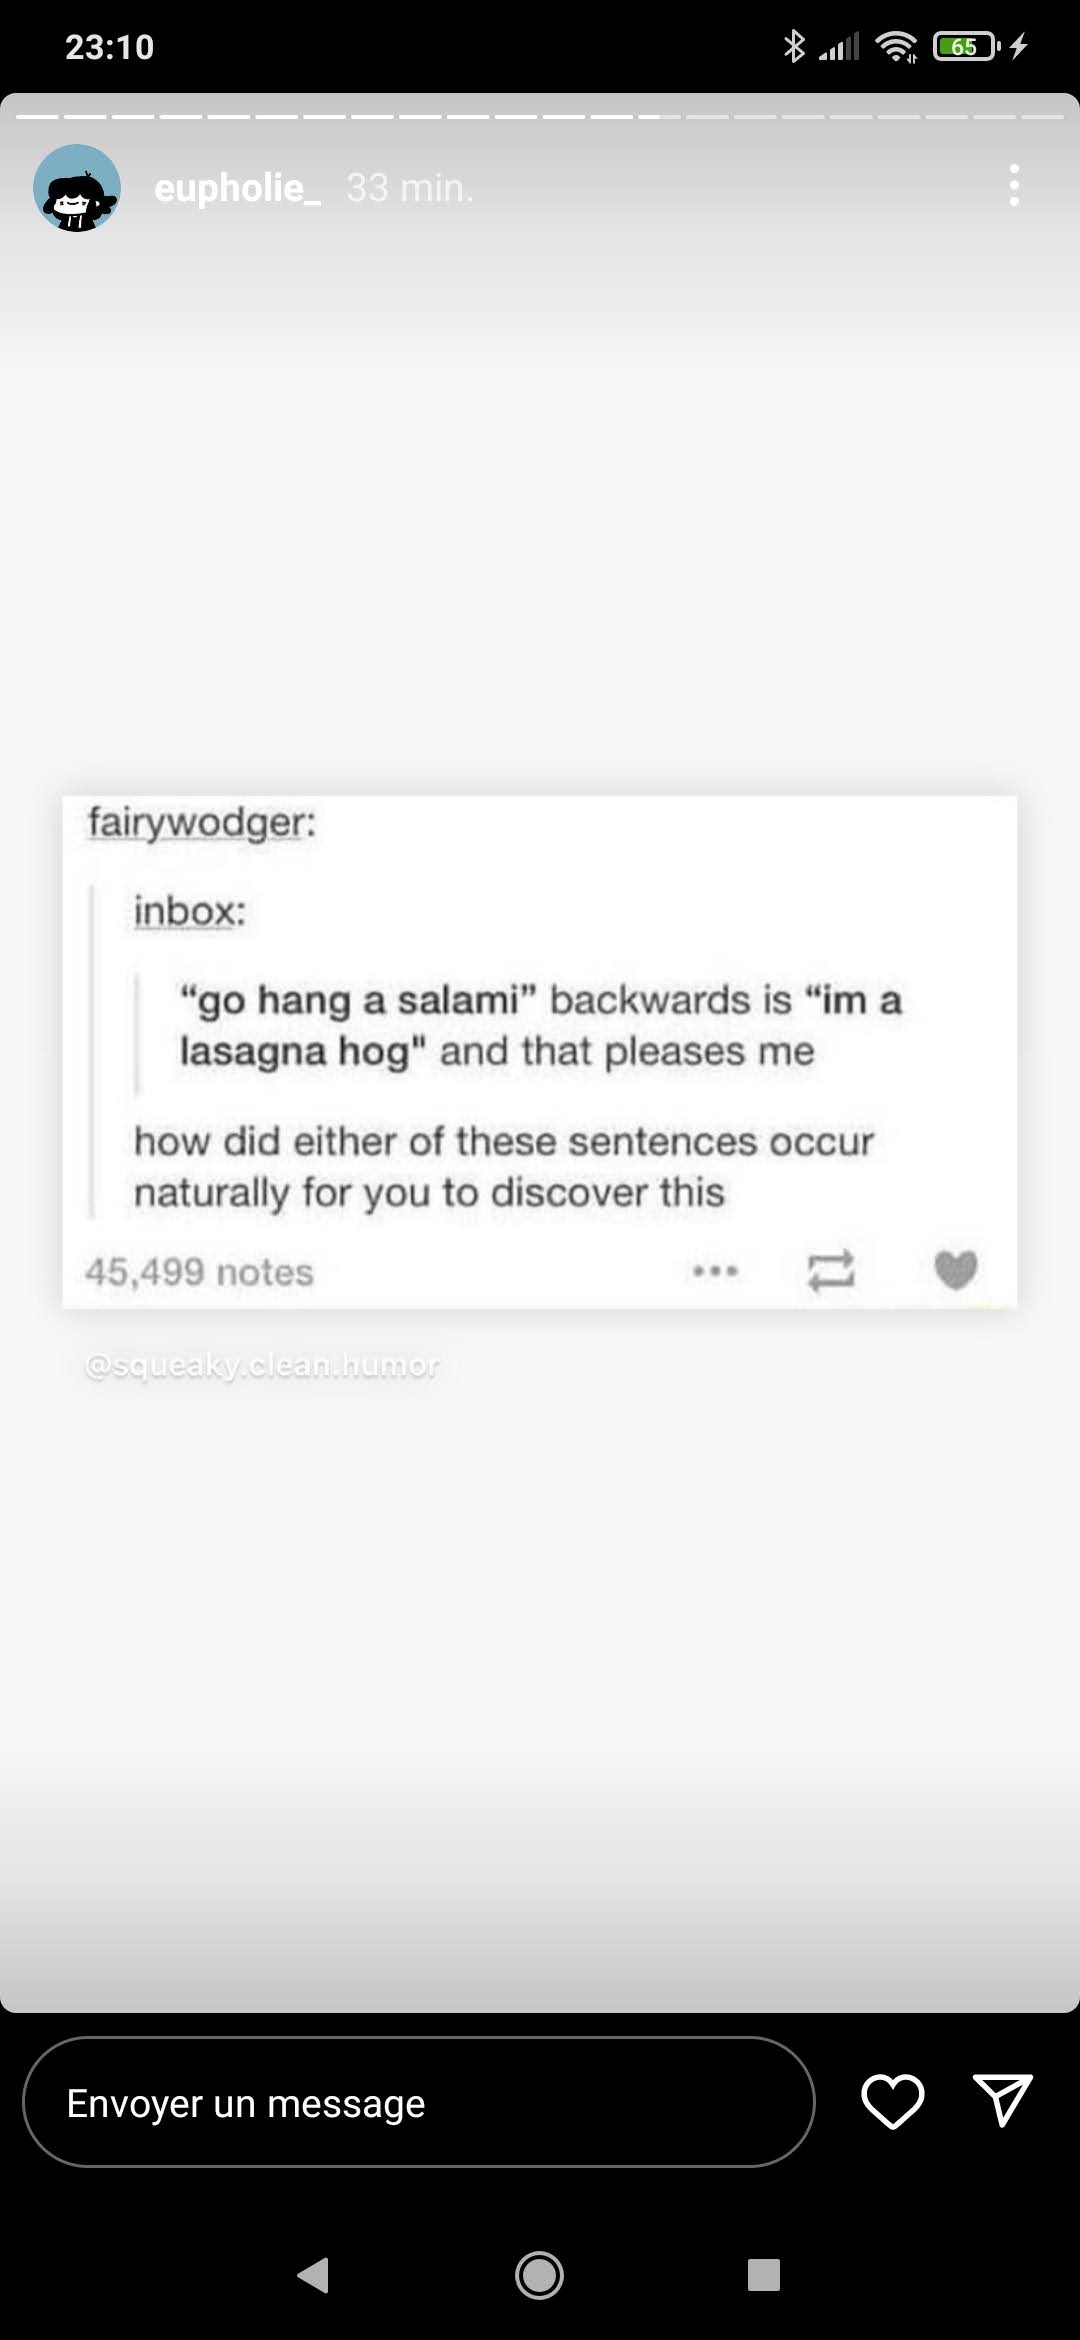 23:10
65
eupholie_ 33 min.
fairywodger:
inbox:
“go hang a salami” backwards is “im a
lasagna hog" and that pleases me
how did either of these sentences occur
naturally for you to discover this
45,499 notes
@squeaky.clean.humor
Envoyer un message